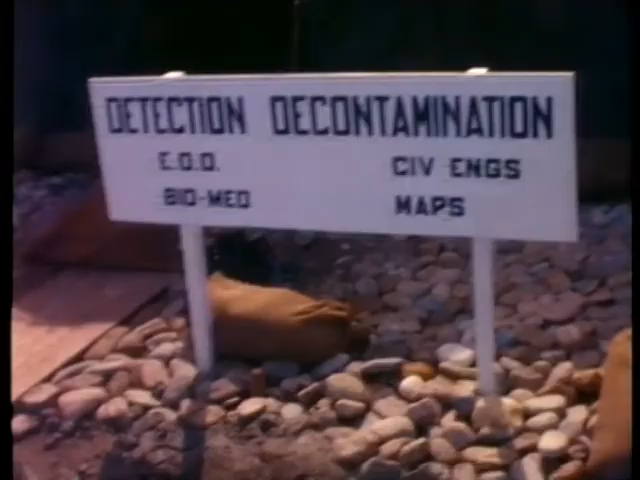 DETECTION DECONTAMINATION
E.O.D. CIV ENGS
BIO-MED MAPS